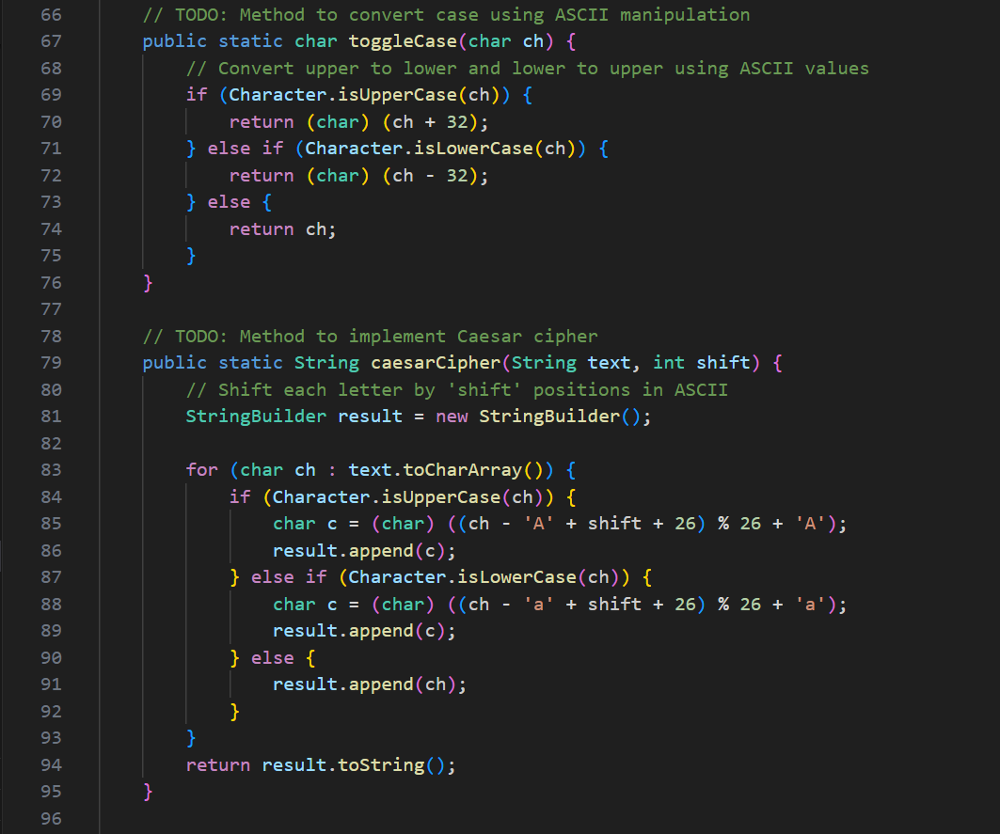 66 // TODO: Method to convert case using ASCII manipulation
67 public static char toggleCase(char ch) {
68     // Convert upper to lower and lower to upper using ASCII values
69     if (Character.isUpperCase(ch)) {
70         return (char) (ch + 32);
71     } else if (Character.isLowerCase(ch)) {
72         return (char) (ch - 32);
73     } else {
74         return ch;
75     }
76 }
77
78 // TODO: Method to implement Caesar cipher
79 public static String caesarCipher(String text, int shift) {
80     // Shift each letter by 'shift' positions in ASCII
81     StringBuilder result = new StringBuilder();
82
83     for (char ch : text.toCharArray()) {
84         if (Character.isUpperCase(ch)) {
85             char c = (char) ((ch - 'A' + shift + 26) % 26 + 'A');
86             result.append(c);
87         } else if (Character.isLowerCase(ch)) {
88             char c = (char) ((ch - 'a' + shift + 26) % 26 + 'a');
89             result.append(c);
90         } else {
91             result.append(ch);
92         }
93     }
94     return result.toString();
95 }
96